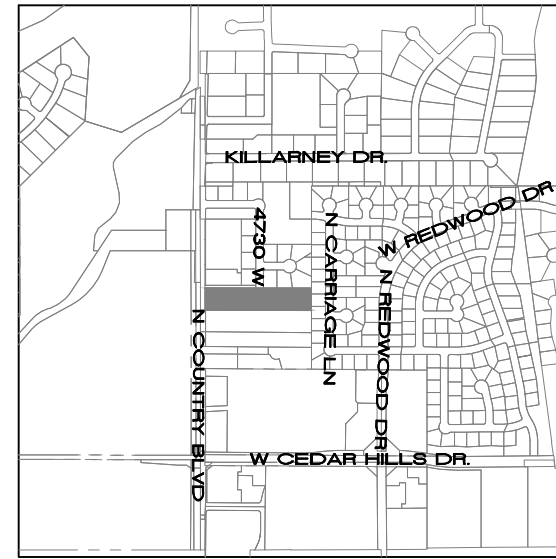 KILLARNEY DR.
W REDWOOD DR
4730 W
N CARRIAGE LN
N REDWOOD DR
N COUNTRY BLVD
W CEDAR HILLS DR.